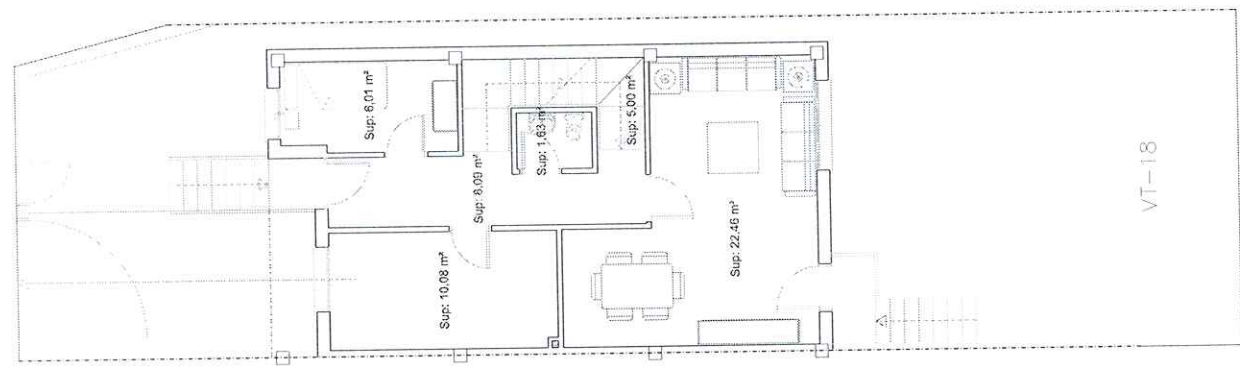 Sup: 6,01 m²
Sup: 1,63 m²
Sup: 5,00 m²
Sup: 8,09 m²
Sup: 10,08 m²
Sup: 22,46 m²
VT-18